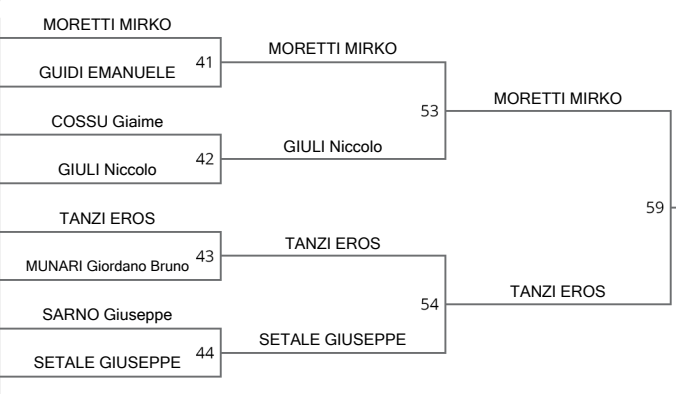 MORETTI MIRKO
GUIDI EMANUELE
41
COSSU Giaime
GIULI Niccolo
42
TANZI EROS
MUNARI Giordano Bruno
43
SARNO Giuseppe
SETALE GIUSEPPE
44
MORETTI MIRKO
GIULI Niccolo
53
TANZI EROS
SETALE GIUSEPPE
54
MORETTI MIRKO
TANZI EROS
59